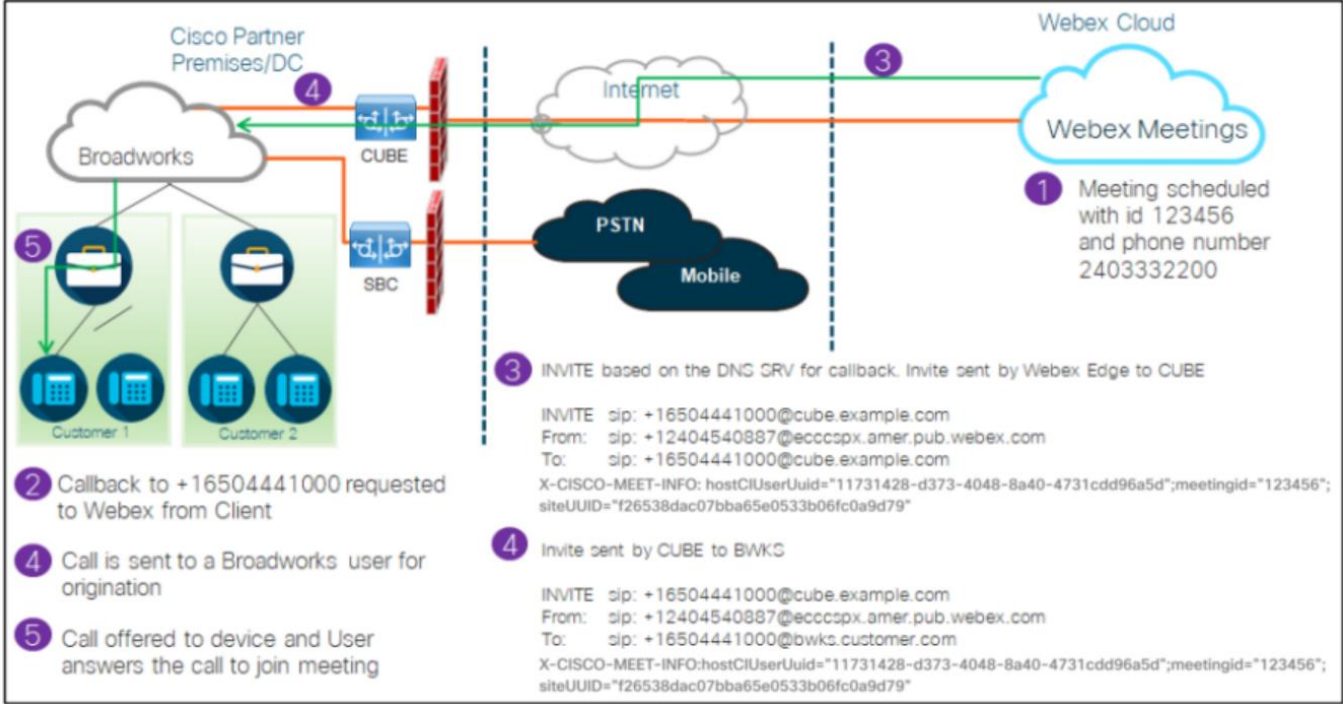 Cisco Partner
Premises/DC
Webex Cloud
4
3
Internet
Webex Meetings
Broadworks
CUBE
1
Meeting scheduled
with id 123456
and phone number
2403332200
PSTN
5
SBC
Mobile
Customer 1
Customer 2
3
INVITE based on the DNS SRV for callback. Invite sent by Webex Edge to CUBE
INVITE sip: +16504441000@cube.example.com
From: sip: +12404540887@ecccspx.amer.pub.webex.com
To: sip: +16504441000@cube.example.com
X-CISCO-MEET-INFO: hostCIUserUuid="11731428-d373-4048-8a40-4731cdd96a5d";meetingid="123456";
siteUUID="f26538dac07bba65e0533b06fc0a9d79"
2
Callback to +16504441000 requested
to Webex from Client
4
Call is sent to a Broadworks user for
origination
5
Call offered to device and User
answers the call to join meeting
4
Invite sent by CUBE to BWKS
INVITE sip: +16504441000@cube.example.com
From: sip: +12404540887@ecccspx.amer.pub.webex.com
To: sip: +16504441000@bwks.customer.com
X-CISCO-MEET-INFO:hostCIUserUuid="11731428-d373-4048-8a40-4731cdd96a5d";meetingid="123456";
siteUUID="f26538dac07bba65e0533b06fc0a9d79"